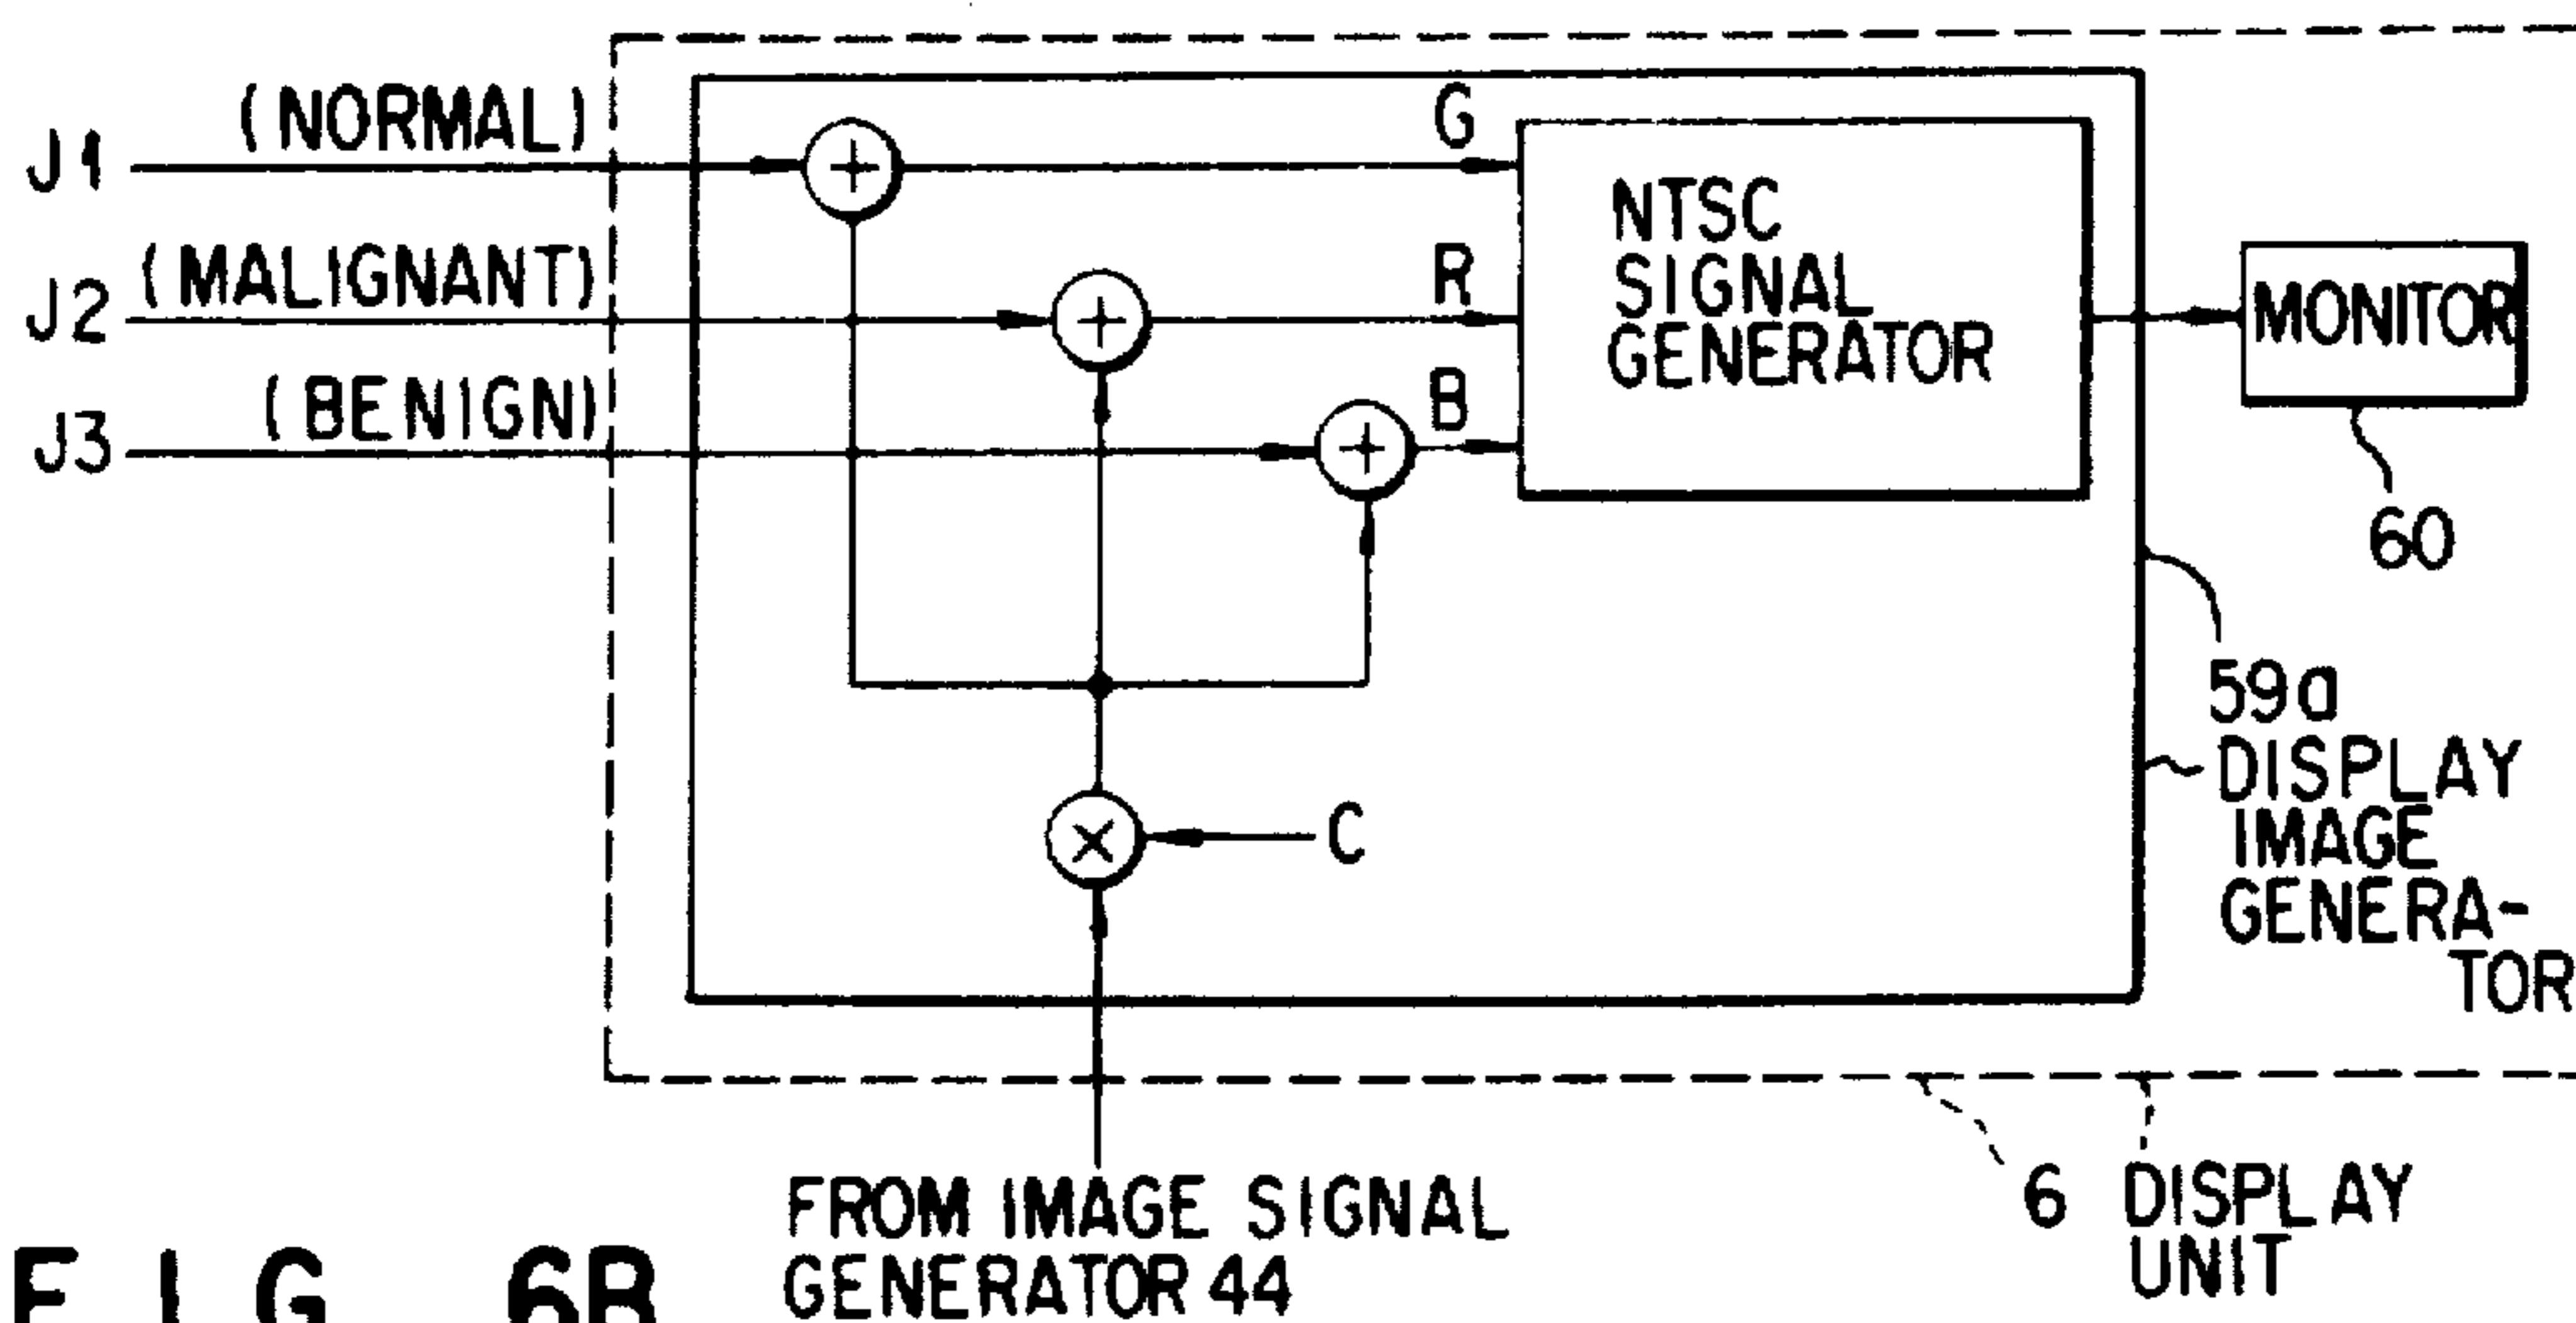 J1 (NORMAL)
J2 (MALIGNANT)
J3 (BENIGN)
G
R
B
NTSC
SIGNAL
GENERATOR
MONITOR
60
59a
DISPLAY
IMAGE
GENERA-
TOR
C
FROM IMAGE SIGNAL
GENERATOR 44
6 DISPLAY
UNIT
FIG. 6B